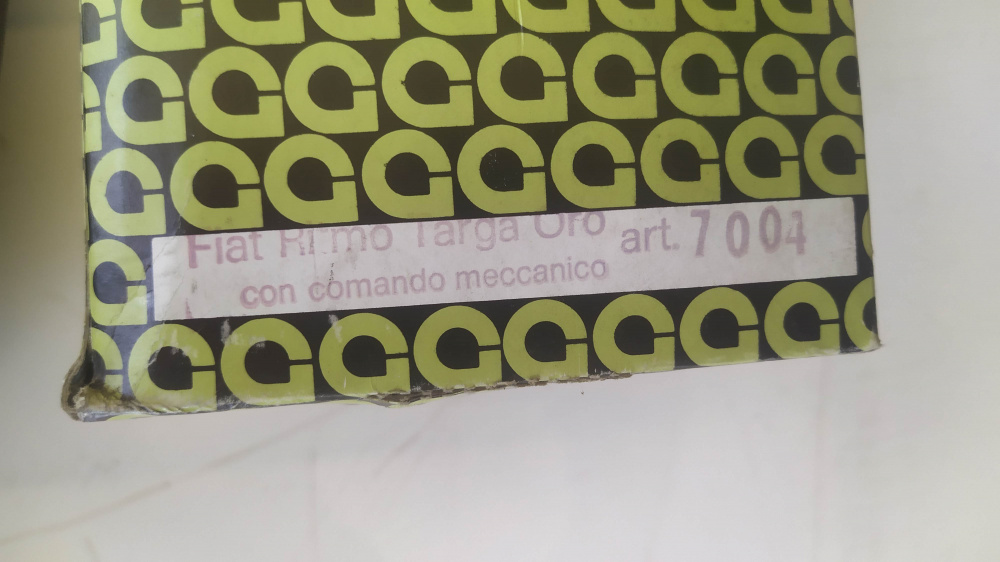 Fiat Ritmo Targa Oro art. 7004
con comando meccanico